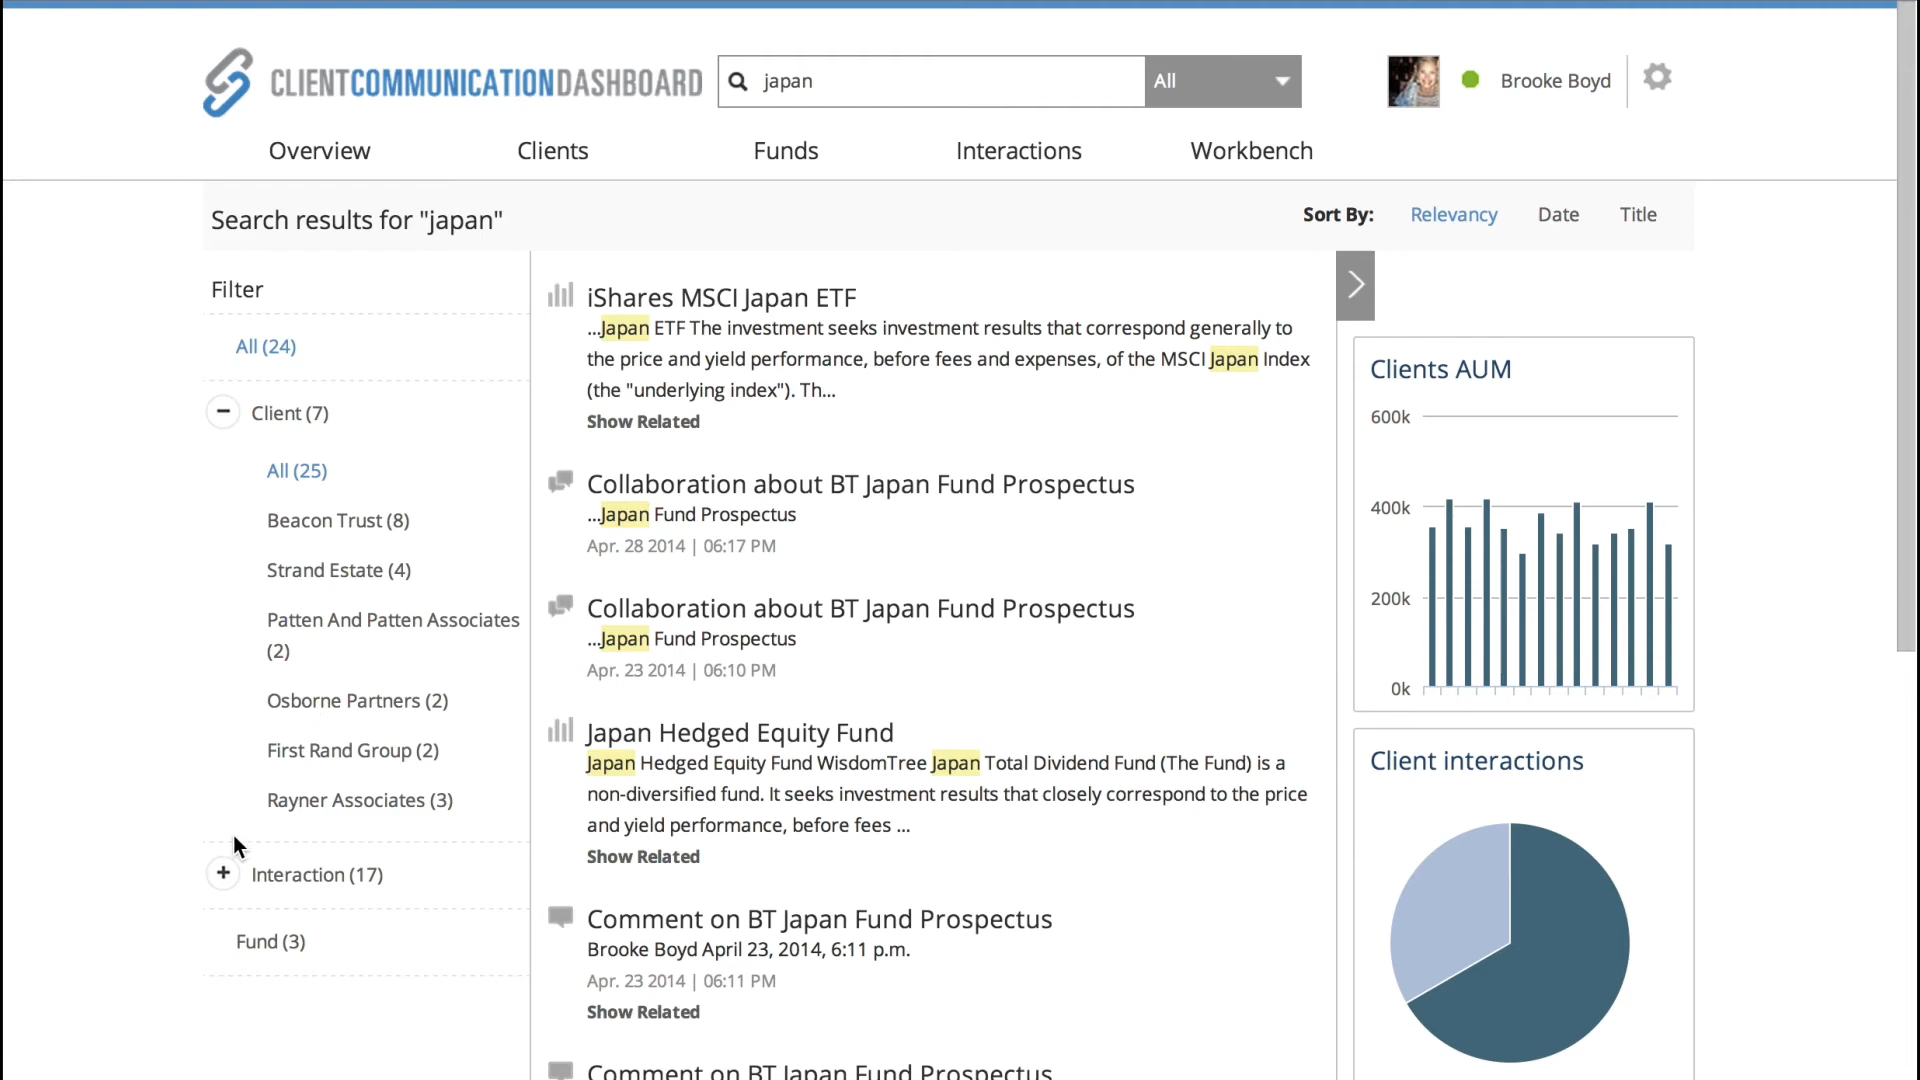 CLIENTCOMMUNICATIONDASHBOARD
japan
All
Brooke Boyd
Overview
Clients
Funds
Interactions
Workbench
Search results for "japan"
Sort By:
Relevancy
Date
Title
Filter
All (24)
Client (7)
All (25)
Beacon Trust (8)
Strand Estate (4)
Patten And Patten Associates
(2)
Osborne Partners (2)
First Rand Group (2)
Rayner Associates (3)
Interaction (17)
Fund (3)
iShares MSCI Japan ETF
...Japan ETF The investment seeks investment results that correspond generally to
the price and yield performance, before fees and expenses, of the MSCI Japan Index
(the "underlying index"). Th...
Show Related
Collaboration about BT Japan Fund Prospectus
...Japan Fund Prospectus
Apr. 28 2014 | 06:17 PM
Collaboration about BT Japan Fund Prospectus
...Japan Fund Prospectus
Apr. 23 2014 | 06:10 PM
Japan Hedged Equity Fund
Japan Hedged Equity Fund WisdomTree Japan Total Dividend Fund (The Fund) is a
non-diversified fund. It seeks investment results that closely correspond to the price
and yield performance, before fees ...
Show Related
Comment on BT Japan Fund Prospectus
Brooke Boyd April 23, 2014, 6:11 p.m.
Apr. 23 2014 | 06:11 PM
Show Related
Comment on BT Japan Fund Prospectus
Clients AUM
600k
400k
200k
0k
Client interactions